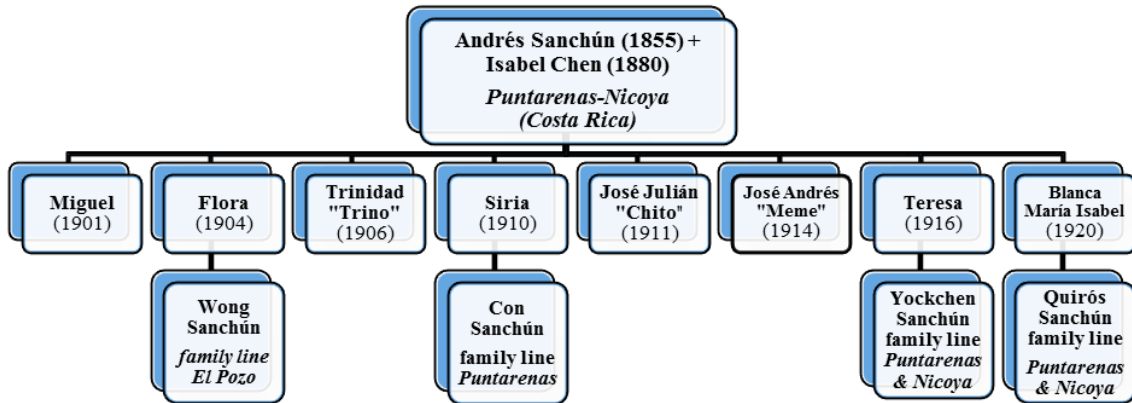 Andrés Sanchún (1855) +
Isabel Chen (1880)
Puntarenas-Nicoya
(Costa Rica)
Miguel
(1901)
Flora
(1904)
Trinidad
"Trino"
(1906)
Siria
(1910)
José Julián
"Chito"
(1911)
José Andrés
"Meme"
(1914)
Teresa
(1916)
Blanca
María Isabel
(1920)
Wong
Sanchún
family line
El Pozo
Con
Sanchún
family line
Puntarenas
Yockchen
Sanchún
family line
Puntarenas
& Nicoya
Quirós
Sanchún
family line
Puntarenas
& Nicoya